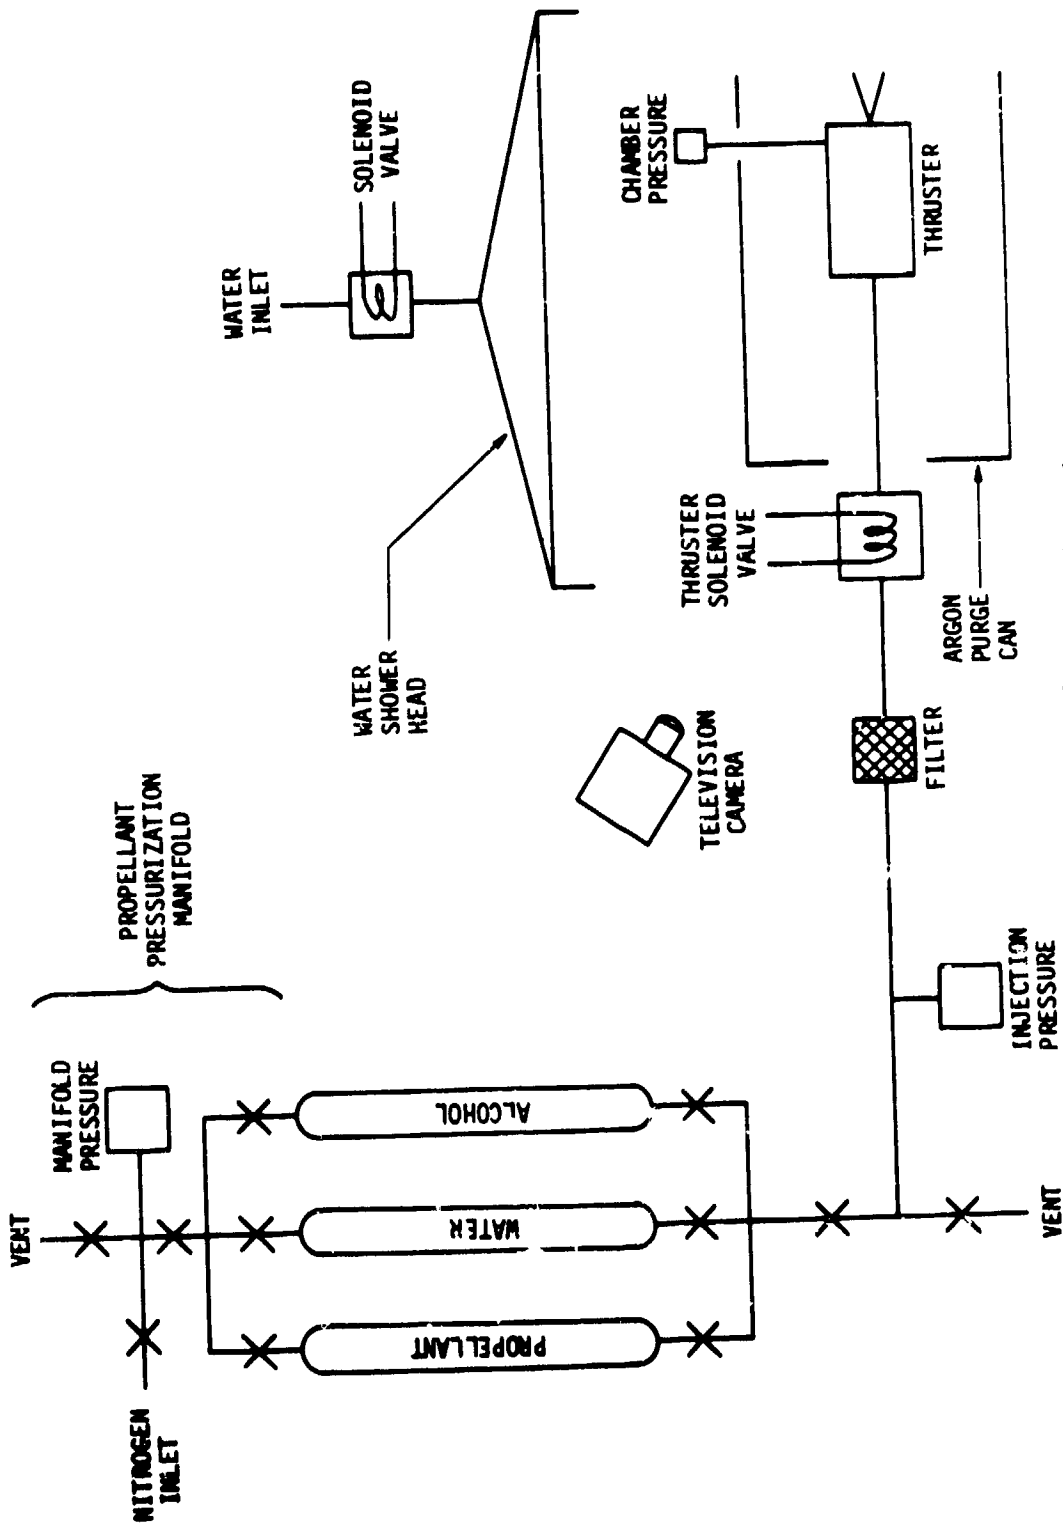 VENT
NITROGEN
INLET
MANIFOLD
PRESSURE
PROPELLANT
PRESSURIZATION
MANIFOLD
PROPELLANT
WATER
ALCOHOL
VENT
INJECTION
PRESSURE
FILTER
TELEVISION
CAMERA
WATER
SHOWER
HEAD
WATER
INLET
SOLENOID
VALVE
THRUSTER
SOLENOID
VALVE
ARGON
PURGE
CAN
CHAMBER
PRESSURE
THRUSTER